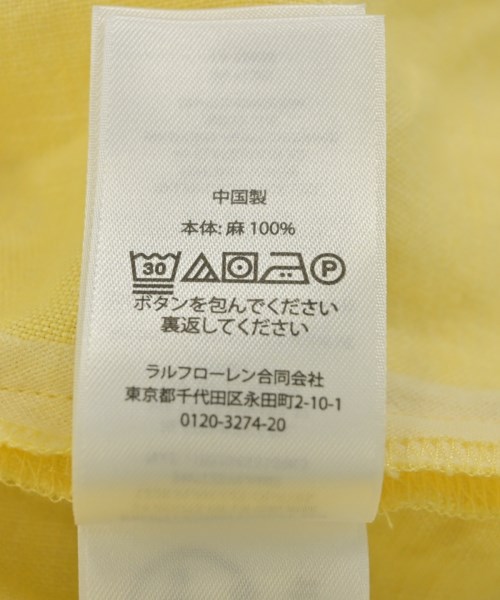 中国製
本体: 麻 100%
30 P
ボタンを包んでください
裏返してください
ラルフローレン合同会社
東京都千代田区永田町2-10-1
0120-3274-20